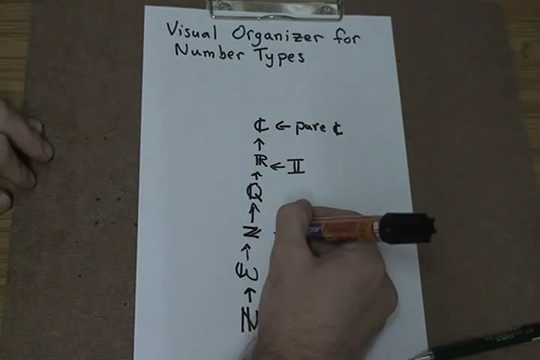 Visual Organizer for
Number Types
ℂ ← pure ℂ
↑
ℝ ← 𝕀
↑
ℚ
↑
ℤ
↑
𝕎
↑
ℕ